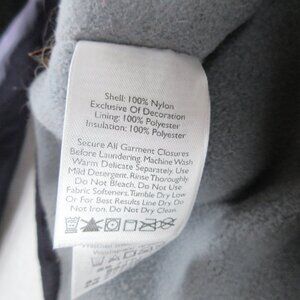 Shell: 100% Nylon
Exclusive Of Decoration
Lining: 100% Polyester
Insulation: 100% Polyester
Secure All Garment Closures
Before Laundering. Machine Wash
Warm Delicate Separately. Use
Mild Detergent. Rinse Thoroughly.
Do Not Bleach. Do Not Use
Fabric Softeners. Tumble Dry Low
Or For Best Results Line Dry. Do
Not Iron. Do Not Dry Clean.